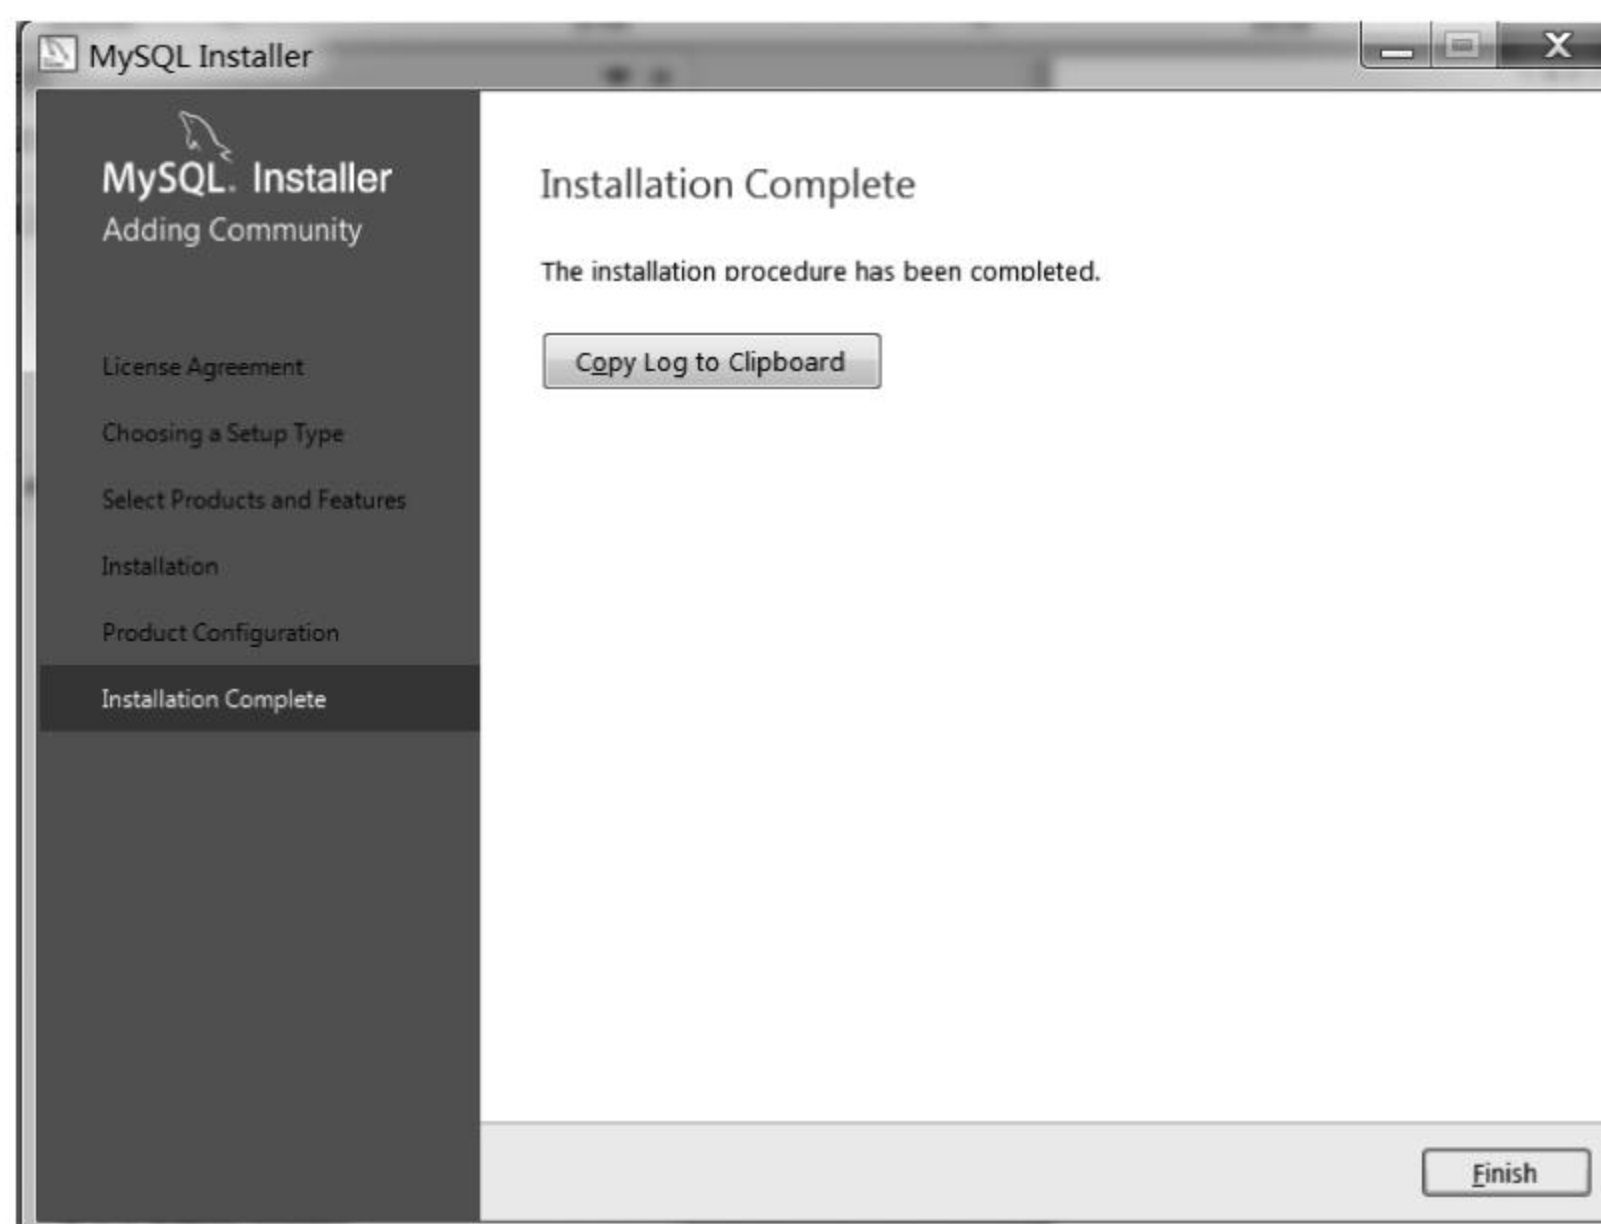 MySQL Installer
MySQL. Installer
Adding Community
License Agreement
Choosing a Setup Type
Select Products and Features
Installation
Product Configuration
Installation Complete
Installation Complete
The installation procedure has been completed.
Copy Log to Clipboard
Finish